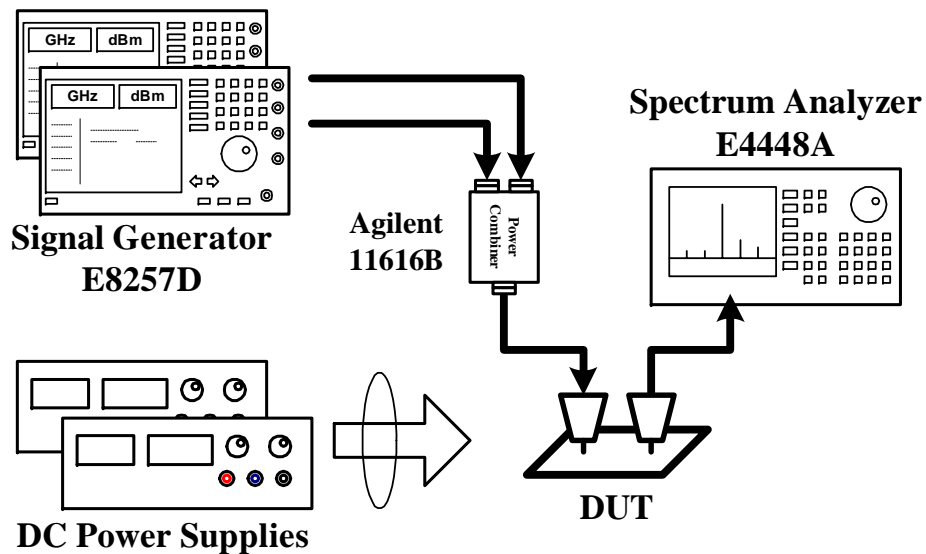 GHz dBm
GHz dBm
Signal Generator
E8257D
Agilent
11616B
Power
Combiner
Spectrum Analyzer
E4448A
DUT
DC Power Supplies